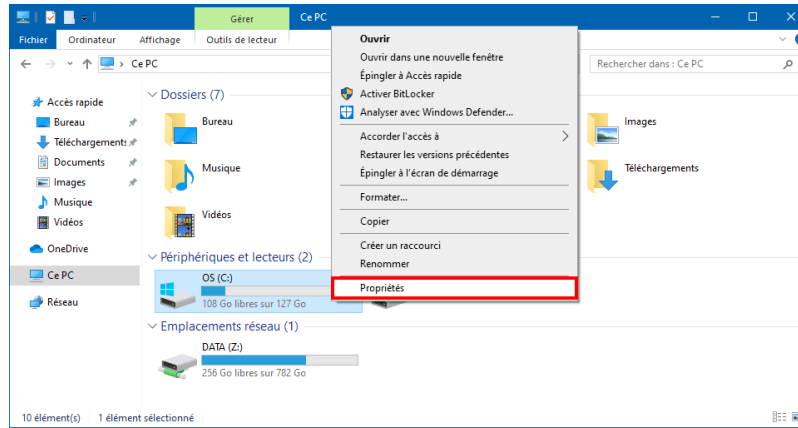 Gérer
Ce PC
Fichier
Ordinateur
Affichage
Outils de lecteur
Ce PC
Rechercher dans : Ce PC
Accès rapide
Bureau
Téléchargements
Documents
Images
Musique
Vidéos
OneDrive
Ce PC
Réseau
Dossiers (7)
Bureau
Musique
Vidéos
Images
Téléchargements
Périphériques et lecteurs (2)
OS (C:)
108 Go libres sur 127 Go
Emplacements réseau (1)
DATA (Z:)
256 Go libres sur 782 Go
Ouvrir
Ouvrir dans une nouvelle fenêtre
Épingler à Accès rapide
Activer BitLocker
Analyser avec Windows Defender...
Accorder l'accès à
Restaurer les versions précédentes
Épingler à l'écran de démarrage
Formater...
Copier
Créer un raccourci
Renommer
Propriétés
10 élément(s)
1 élément sélectionné